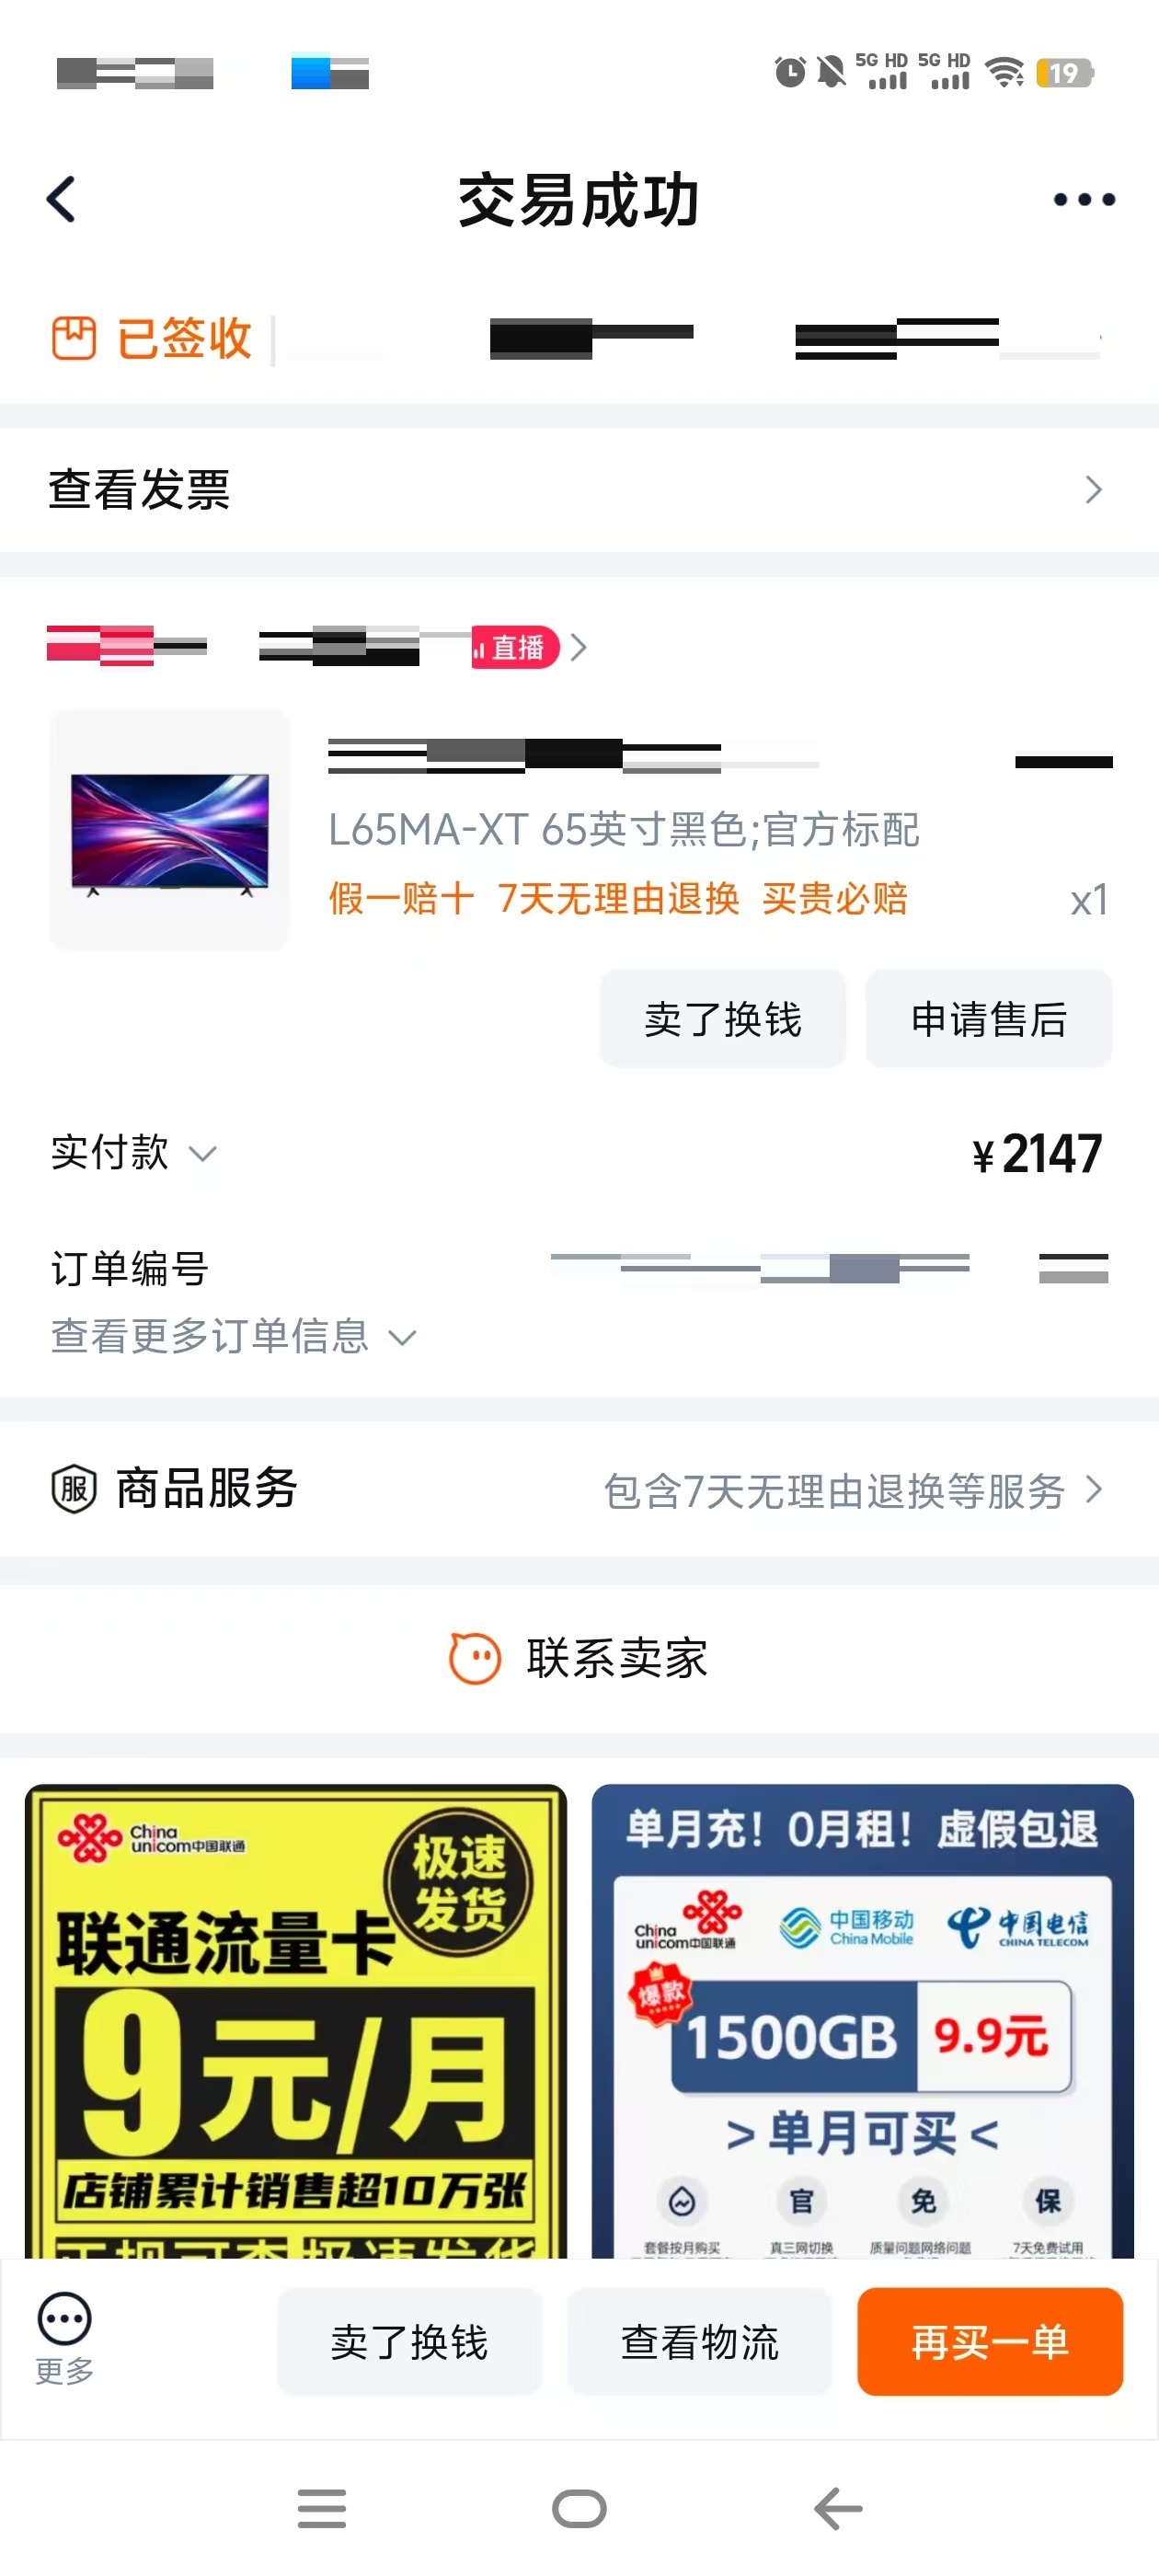 5G HD 5G HD 19
交易成功
已签收
查看发票
直播
L65MA-XT 65英寸黑色;官方标配
假一赔十 7天无理由退换 买贵必赔 x1
卖了换钱 申请售后
实付款 ¥2147
订单编号
查看更多订单信息
服 商品服务 包含7天无理由退换等服务
联系卖家
China unicom中国联通
极速发货
联通流量卡
9元/月
店铺累计销售超10万张
单月充！0月租！虚假包退
China unicom中国联通 中国移动 China Mobile 中国电信 CHINA TELECOM
爆款
1500GB 9.9元
>单月可买<
官 免 保
套餐按月购买 真三网切换 质量问题网络问题 7天免费试用
更多 卖了换钱 查看物流 再买一单